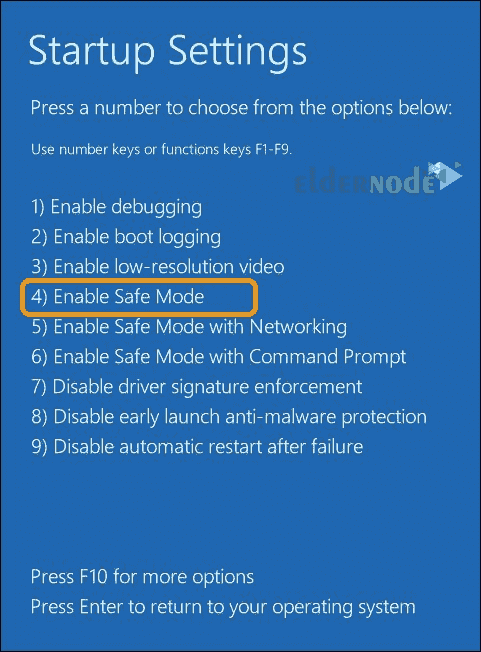 Startup Settings
Press a number to choose from the options below:
Use number keys or functions keys F1-F9.
eldeuNODE
1) Enable debugging
2) Enable boot logging
3) Enable low-resolution video
4) Enable Safe Mode
5) Enable Safe Mode with Networking
6) Enable Safe Mode with Command Prompt
7) Disable driver signature enforcement
8) Disable early launch anti-malware protection
9) Disable automatic restart after failure
Press F10 for more options
Press Enter to return to your operating system